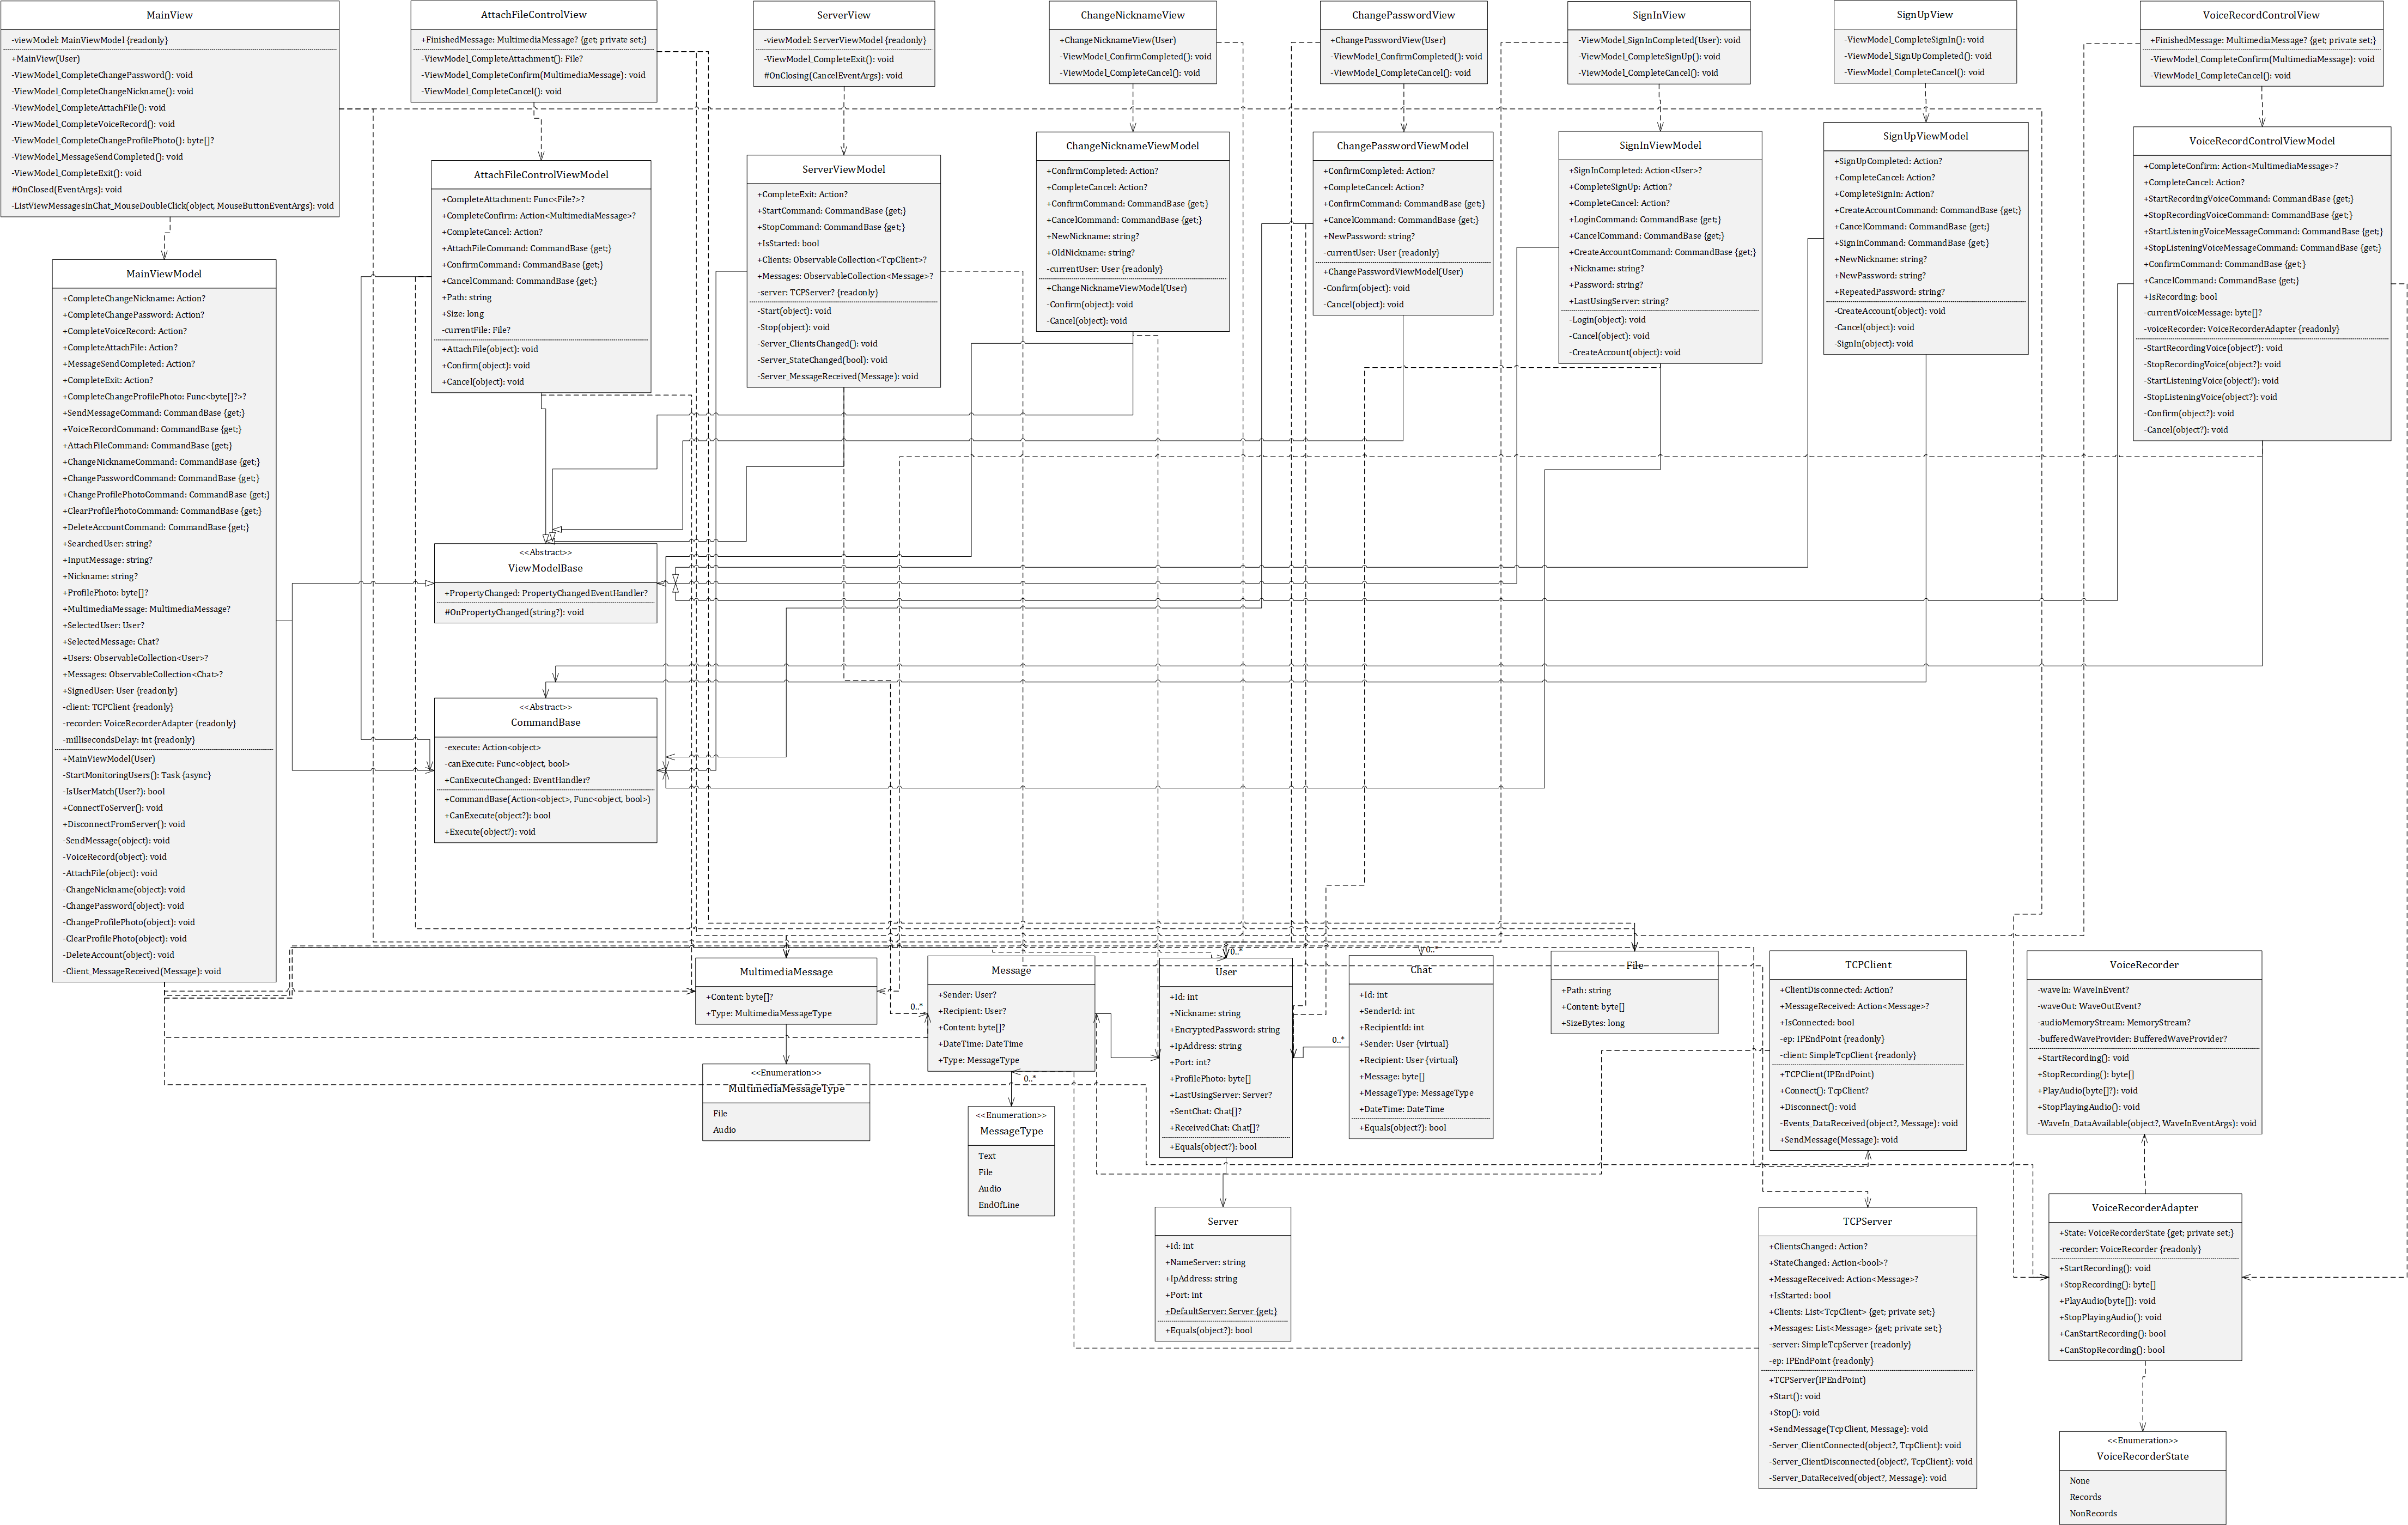 MainView
-viewModel: MainViewModel {readonly}
+MainView(User)
-ViewModel_CompleteChangePassword(): void
-ViewModel_CompleteChangeNickname(): void
-ViewModel_CompleteAttachFile(): void
-ViewModel_CompleteVoiceRecord(): void
-ViewModel_CompleteChangeProfilePhoto(): byte[]?
-ViewModel_MessageSendCompleted(): void
-ViewModel_CompleteExit(): void
#OnClosed(EventArgs): void
-ListViewMessagesInChat_MouseDoubleClick(object, MouseButtonEventArgs): void
AttachFileControlView
+FinishedMessage: MultimediaMessage? {get; private set;}
-ViewModel_CompleteAttachment(): File?
-ViewModel_CompleteConfirm(MultimediaMessage): void
-ViewModel_CompleteCancel(): void
ServerView
-viewModel: ServerViewModel {readonly}
-ViewModel_CompleteExit(): void
#OnClosing(CancelEventArgs): void
ChangeNicknameView
+ChangeNicknameView(User)
-ViewModel_ConfirmCompleted(): void
-ViewModel_CompleteCancel(): void
ChangePasswordView
+ChangePasswordView(User)
-ViewModel_ConfirmCompleted(): void
-ViewModel_CompleteCancel(): void
SignInView
-ViewModel_SignInCompleted(User): void
-ViewModel_CompleteSignUp(): void
-ViewModel_CompleteCancel(): void
SignUpView
-ViewModel_CompleteSignIn(): void
-ViewModel_SignUpCompleted(): void
-ViewModel_CompleteCancel(): void
VoiceRecordControlView
+FinishedMessage: MultimediaMessage? {get; private set;}
-ViewModel_CompleteConfirm(MultimediaMessage): void
-ViewModel_CompleteCancel(): void
MainViewModel
+CompleteChangeNickname: Action?
+CompleteChangePassword: Action?
+CompleteVoiceRecord: Action?
+CompleteAttachFile: Action?
+MessageSendCompleted: Action?
+CompleteExit: Action?
+CompleteChangeProfilePhoto: Func<byte[]?>?
+SendMessageCommand: CommandBase {get;}
+VoiceRecordCommand: CommandBase {get;}
+AttachFileCommand: CommandBase {get;}
+ChangeNicknameCommand: CommandBase {get;}
+ChangePasswordCommand: CommandBase {get;}
+ChangeProfilePhotoCommand: CommandBase {get;}
+ClearProfilePhotoCommand: CommandBase {get;}
+DeleteAccountCommand: CommandBase {get;}
+SearchedUser: string?
+InputMessage: string?
+Nickname: string?
+ProfilePhoto: byte[]?
+MultimediaMessage: MultimediaMessage?
+SelectedUser: User?
+SelectedMessage: Chat?
+Users: ObservableCollection<User>?
+Messages: ObservableCollection<Chat>?
+SignedUser: User {readonly}
-client: TCPClient {readonly}
-recorder: VoiceRecorderAdapter {readonly}
-millisecondsDelay: int {readonly}
+MainViewModel(User)
-StartMonitoringUsers(): Task {async}
-IsUserMatch(User?): bool
+ConnectToServer(): void
+DisconnectFromServer(): void
-SendMessage(object): void
-VoiceRecord(object): void
-AttachFile(object): void
-ChangeNickname(object): void
-ChangePassword(object): void
-ChangeProfilePhoto(object): void
-ClearProfilePhoto(object): void
-DeleteAccount(object): void
-Client_MessageReceived(Message): void
AttachFileControlViewModel
+CompleteAttachment: Func<File?>?
+CompleteConfirm: Action<MultimediaMessage>?
+CompleteCancel: Action?
+AttachFileCommand: CommandBase {get;}
+ConfirmCommand: CommandBase {get;}
+CancelCommand: CommandBase {get;}
+Path: string
+Size: long
-currentFile: File?
+AttachFile(object): void
+Confirm(object): void
+Cancel(object): void
ServerViewModel
+CompleteExit: Action?
+StartCommand: CommandBase {get;}
+StopCommand: CommandBase {get;}
+IsStarted: bool
+Clients: ObservableCollection<TcpClient>?
+Messages: ObservableCollection<Message>?
-server: TCPServer? {readonly}
-Start(object): void
-Stop(object): void
-Server_ClientsChanged(): void
-Server_StateChanged(bool): void
-Server_MessageReceived(Message): void
ChangeNicknameViewModel
+ConfirmCompleted: Action?
+CompleteCancel: Action?
+ConfirmCommand: CommandBase {get;}
+CancelCommand: CommandBase {get;}
+NewNickname: string?
+OldNickname: string?
-currentUser: User {readonly}
+ChangeNicknameViewModel(User)
-Confirm(object): void
-Cancel(object): void
ChangePasswordViewModel
+ConfirmCompleted: Action?
+CompleteCancel: Action?
+ConfirmCommand: CommandBase {get;}
+CancelCommand: CommandBase {get;}
+NewPassword: string?
-currentUser: User {readonly}
+ChangePasswordViewModel(User)
-Confirm(object): void
-Cancel(object): void
SignInViewModel
+SignInCompleted: Action<User>?
+CompleteSignUp: Action?
+CompleteCancel: Action?
+LoginCommand: CommandBase {get;}
+CancelCommand: CommandBase {get;}
+CreateAccountCommand: CommandBase {get;}
+Nickname: string?
+Password: string?
+LastUsingServer: string?
-Login(object): void
-Cancel(object): void
-CreateAccount(object): void
SignUpViewModel
+SignUpCompleted: Action?
+CompleteCancel: Action?
+CompleteSignIn: Action?
+CreateAccountCommand: CommandBase {get;}
+CancelCommand: CommandBase {get;}
+SignInCommand: CommandBase {get;}
+NewNickname: string?
+NewPassword: string?
+RepeatedPassword: string?
-CreateAccount(object): void
-Cancel(object): void
-SignIn(object): void
VoiceRecordControlViewModel
+CompleteConfirm: Action<MultimediaMessage>?
+CompleteCancel: Action?
+StartRecordingVoiceCommand: CommandBase {get;}
+StopRecordingVoiceCommand: CommandBase {get;}
+StartListeningVoiceMessageCommand: CommandBase {get;}
+StopListeningVoiceMessageCommand: CommandBase {get;}
+ConfirmCommand: CommandBase {get;}
+CancelCommand: CommandBase {get;}
+IsRecording: bool
-currentVoiceMessage: byte[]?
-voiceRecorder: VoiceRecorderAdapter {readonly}
-StartRecordingVoice(object?): void
-StopRecordingVoice(object?): void
-StartListeningVoice(object?): void
-StopListeningVoice(object?): void
-Confirm(object?): void
-Cancel(object?): void
<<Abstract>>
ViewModelBase
+PropertyChanged: PropertyChangedEventHandler?
#OnPropertyChanged(string?): void
<<Abstract>>
CommandBase
-execute: Action<object>
-canExecute: Func<object, bool>
+CanExecuteChanged: EventHandler?
+CommandBase(Action<object>, Func<object, bool>)
+CanExecute(object?): bool
+Execute(object?): void
MultimediaMessage
+Content: byte[]?
+Type: MultimediaMessageType
<<Enumeration>>
MultimediaMessageType
File
Audio
0..*
Message
+Sender: User?
+Recipient: User?
+Content: byte[]?
+DateTime: DateTime
+Type: MessageType
0..*
<<Enumeration>>
MessageType
Text
File
Audio
EndOfLine
0..*
User
+Id: int
+Nickname: string
+EncryptedPassword: string
+IpAddress: string
+Port: int?
+ProfilePhoto: byte[]
+LastUsingServer: Server?
+SentChat: Chat[]?
+ReceivedChat: Chat[]?
+Equals(object?): bool
Server
+Id: int
+NameServer: string
+IpAddress: string
+Port: int
+DefaultServer: Server {get;}
+Equals(object?): bool
0..*
0..*
Chat
+Id: int
+SenderId: int
+RecipientId: int
+Sender: User {virtual}
+Recipient: User {virtual}
+Message: byte[]
+MessageType: MessageType
+DateTime: DateTime
+Equals(object?): bool
File
+Path: string
+Content: byte[]
+SizeBytes: long
TCPClient
+ClientDisconnected: Action?
+MessageReceived: Action<Message>?
+IsConnected: bool
-ep: IPEndPoint {readonly}
-client: SimpleTcpClient {readonly}
+TCPClient(IPEndPoint)
+Connect(): TcpClient?
+Disconnect(): void
-Events_DataReceived(object?, Message): void
+SendMessage(Message): void
TCPServer
+ClientsChanged: Action?
+StateChanged: Action<bool>?
+MessageReceived: Action<Message>?
+IsStarted: bool
+Clients: List<TcpClient> {get; private set;}
+Messages: List<Message> {get; private set;}
-server: SimpleTcpServer {readonly}
-ep: IPEndPoint {readonly}
+TCPServer(IPEndPoint)
+Start(): void
+Stop(): void
+SendMessage(TcpClient, Message): void
-Server_ClientConnected(object?, TcpClient): void
-Server_ClientDisconnected(object?, TcpClient): void
-Server_DataReceived(object?, Message): void
VoiceRecorder
-waveIn: WaveInEvent?
-waveOut: WaveOutEvent?
-audioMemoryStream: MemoryStream?
-bufferedWaveProvider: BufferedWaveProvider?
+StartRecording(): void
+StopRecording(): byte[]
+PlayAudio(byte[]?): void
+StopPlayingAudio(): void
-WaveIn_DataAvailable(object?, WaveInEventArgs): void
VoiceRecorderAdapter
+State: VoiceRecorderState {get; private set;}
-recorder: VoiceRecorder {readonly}
+StartRecording(): void
+StopRecording(): byte[]
+PlayAudio(byte[]): void
+StopPlayingAudio(): void
+CanStartRecording(): bool
+CanStopRecording(): bool
<<Enumeration>>
VoiceRecorderState
None
Records
NonRecords